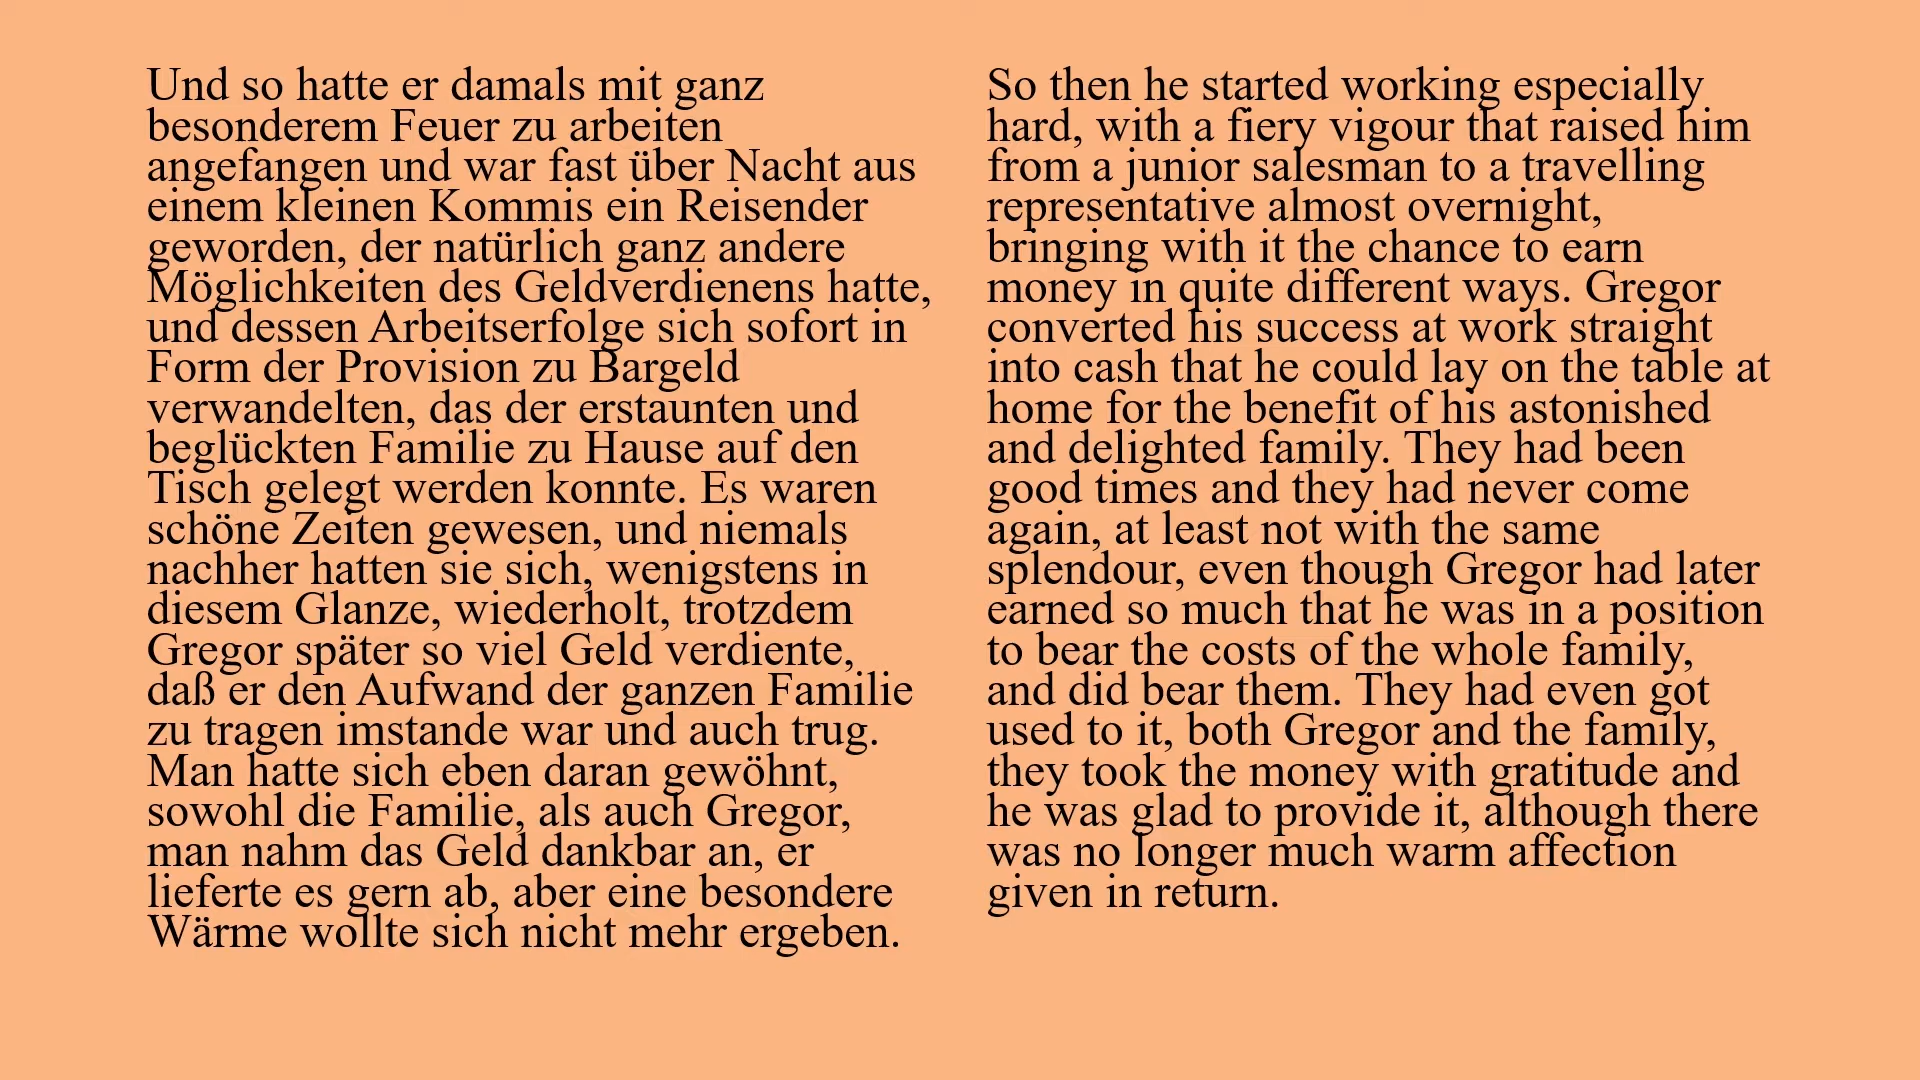 Und so hatte er damals mit ganz
besonderem Feuer zu arbeiten
angefangen und war fast über Nacht aus
einem kleinen Kommis ein Reisender
geworden, der natürlich ganz andere
Möglichkeiten des Geldverdienens hatte,
und dessen Arbeitserfolge sich sofort in
Form der Provision zu Bargeld
verwandelten, das der erstaunten und
beglückten Familie zu Hause auf den
Tisch gelegt werden konnte. Es waren
schöne Zeiten gewesen, und niemals
nachher hatten sie sich, wenigstens in
diesem Glanze, wiederholt, trotzdem
Gregor später so viel Geld verdiente,
daß er den Aufwand der ganzen Familie
zu tragen imstande war und auch trug.
Man hatte sich eben daran gewöhnt,
sowohl die Familie, als auch Gregor,
man nahm das Geld dankbar an, er
lieferte es gern ab, aber eine besondere
Wärme wollte sich nicht mehr ergeben.
So then he started working especially
hard, with a fiery vigour that raised him
from a junior salesman to a travelling
representative almost overnight,
bringing with it the chance to earn
money in quite different ways. Gregor
converted his success at work straight
into cash that he could lay on the table at
home for the benefit of his astonished
and delighted family. They had been
good times and they had never come
again, at least not with the same
splendour, even though Gregor had later
earned so much that he was in a position
to bear the costs of the whole family,
and did bear them. They had even got
used to it, both Gregor and the family,
they took the money with gratitude and
he was glad to provide it, although there
was no longer much warm affection
given in return.